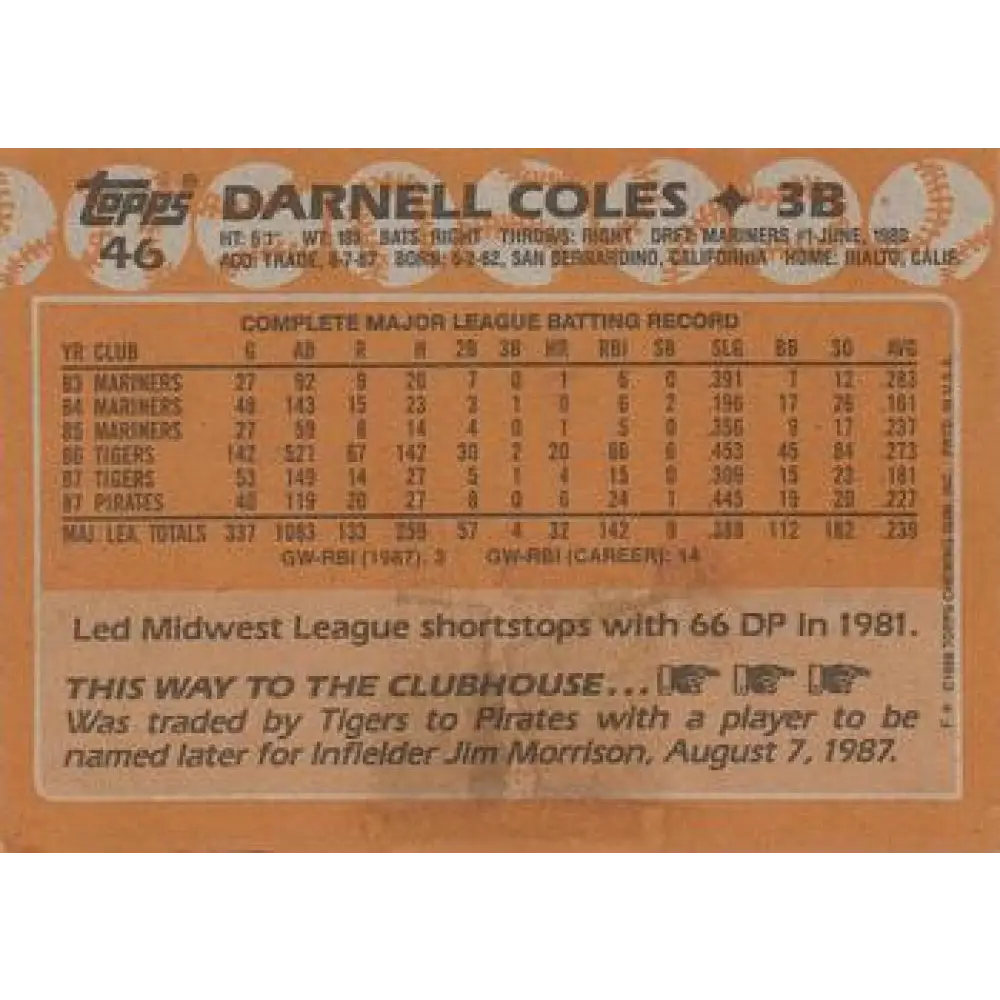 Topps DARNELL COLES ✦ 3B
46
HT: 6'1" WT: 185 BATS: RIGHT THROWS: RIGHT DRFT: MARINERS #1-JUNE, 1980
ACQ: TRADE, 8-7-87 BORN: 6-2-62, SAN BERNARDINO, CALIFORNIA HOME: RIALTO, CALIF.
COMPLETE MAJOR LEAGUE BATTING RECORD
YR CLUB G AB R H 2B 3B HR RBI SB SLG BB SO AVG
83 MARINERS 27 92 9 26 7 0 1 6 0 .391 7 12 .283
84 MARINERS 48 143 15 23 3 1 0 6 2 .196 17 26 .161
85 MARINERS 27 59 8 14 4 0 1 5 0 .356 9 17 .237
86 TIGERS 142 521 67 142 30 2 20 86 6 .453 45 84 .273
87 TIGERS 53 149 14 27 5 1 4 15 0 .309 15 23 .181
87 PIRATES 40 119 20 27 8 0 6 24 1 .445 19 20 .227
MAJ. LEA. TOTALS 337 1083 133 259 57 4 32 142 9 .388 112 182 .239
GW-RBI (1987): 3 GW-RBI (CAREER): 14
Led Midwest League shortstops with 66 DP in 1981.
THIS WAY TO THE CLUBHOUSE...
Was traded by Tigers to Pirates with a player to be
named later for Infielder Jim Morrison, August 7, 1987.
©1988 TOPPS CHEWING GUM, INC. PRTD. IN U.S.A.